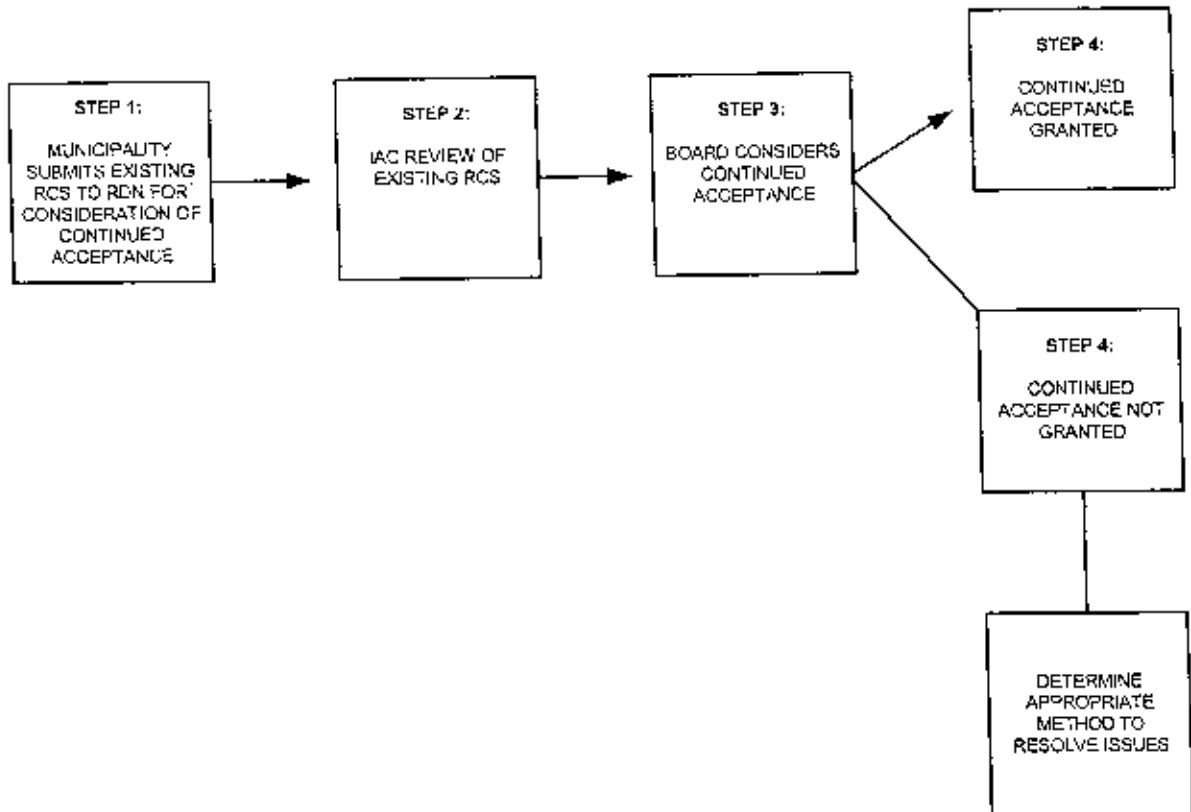 STEP 1:
MUNICIPALITY
SUBMITS EXISTING
RCS TO RDN FOR
CONSIDERATION OF
CONTINUED
ACCEPTANCE
STEP 2:
IAC REVIEW OF
EXISTING RCS
STEP 3:
BOARD CONSIDERS
CONTINUED
ACCEPTANCE
STEP 4:
CONTINUED
ACCEPTANCE
GRANTED
STEP 4:
CONTINUED
ACCEPTANCE NOT
GRANTED
DETERMINE
APPROPRIATE
METHOD TO
RESOLVE ISSUES